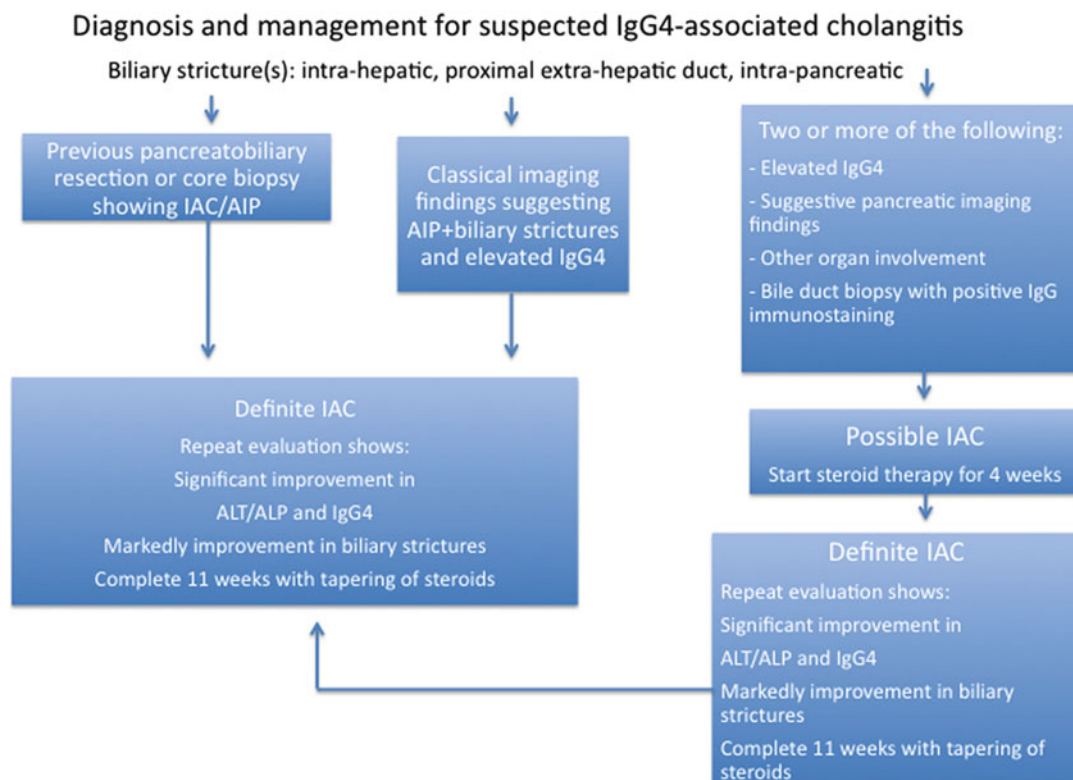 Diagnosis and management for suspected IgG4-associated cholangitis
Biliary stricture(s): intra-hepatic, proximal extra-hepatic duct, intra-pancreatic
Previous pancreatobiliary
resection or core biopsy
showing IAC/AIP
Classical imaging
findings suggesting
AIP+biliary strictures
and elevated IgG4
Two or more of the following:
- Elevated IgG4
- Suggestive pancreatic imaging
findings
- Other organ involvement
- Bile duct biopsy with positive IgG
immunostaining
Definite IAC
Repeat evaluation shows:
Significant improvement in
ALT/ALP and IgG4
Markedly improvement in biliary strictures
Complete 11 weeks with tapering of steroids
Possible IAC
Start steroid therapy for 4 weeks
Definite IAC
Repeat evaluation shows:
Significant improvement in
ALT/ALP and IgG4
Markedly improvement in biliary
strictures
Complete 11 weeks with tapering of
steroids